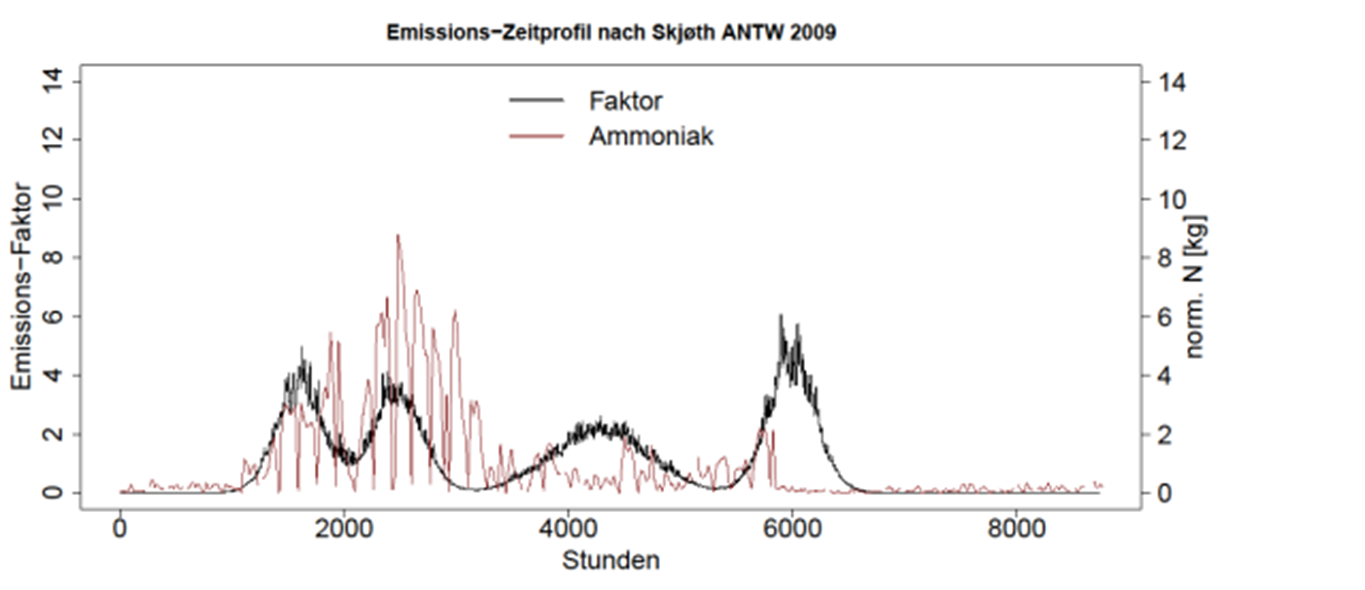 Emissions−Zeitprofil nach Skjøth ANTW 2009
Faktor
Ammoniak
Emissions−Faktor
0 2 4 6 8 10 12 14
norm. N [kg]
0 2 4 6 8 10 12 14
0 2000 4000 6000 8000
Stunden